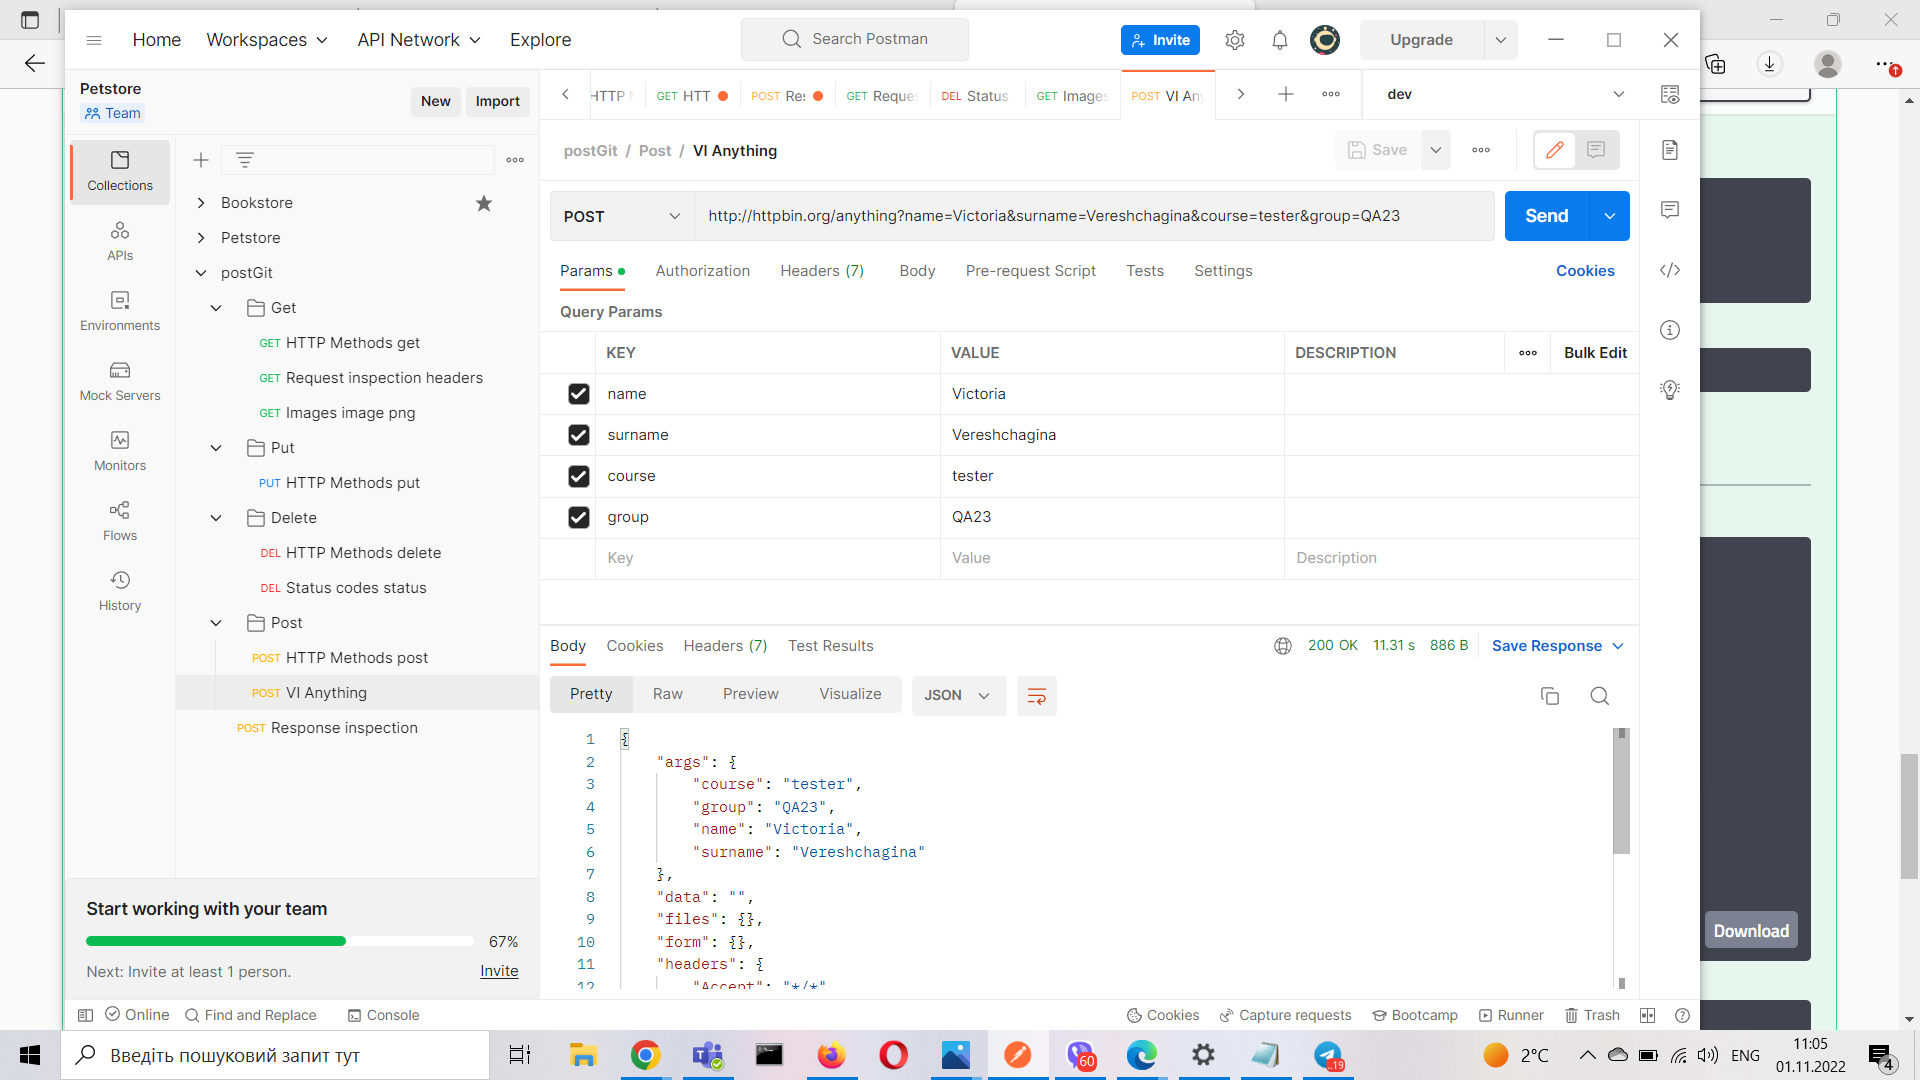 Home Workspaces API Network Explore
Search Postman
Invite
Upgrade
Petstore
Team
New Import
HTTP
GET HTT
POST Res
GET Reque
DEL Status
GET Images
POST VI Any
dev
postGit / Post / VI Anything
Save
Collections
APIs
Environments
Mock Servers
Monitors
Flows
History
Bookstore
Petstore
postGit
Get
GET HTTP Methods get
GET Request inspection headers
GET Images image png
Put
PUT HTTP Methods put
Delete
DEL HTTP Methods delete
DEL Status codes status
Post
POST HTTP Methods post
POST VI Anything
POST Response inspection
POST http://httpbin.org/anything?name=Victoria&surname=Vereshchagina&course=tester&group=QA23
Send
Params Authorization Headers (7) Body Pre-request Script Tests Settings Cookies
Query Params
KEY VALUE DESCRIPTION Bulk Edit
name Victoria
surname Vereshchagina
course tester
group QA23
Key Value Description
Body Cookies Headers (7) Test Results 200 OK 11.31 s 886 B Save Response
Pretty Raw Preview Visualize JSON
1 {
2 "args": {
3 "course": "tester",
4 "group": "QA23",
5 "name": "Victoria",
6 "surname": "Vereshchagina"
7 },
8 "data": "",
9 "files": {},
10 "form": {},
11 "headers": {
12 "Accept": "*/*"
Start working with your team
67%
Next: Invite at least 1 person. Invite
Download
Online Find and Replace Console Cookies Capture requests Bootcamp Runner Trash
Введіть пошуковий запит тут
60
19
2°C
ENG
11:05
01.11.2022
4